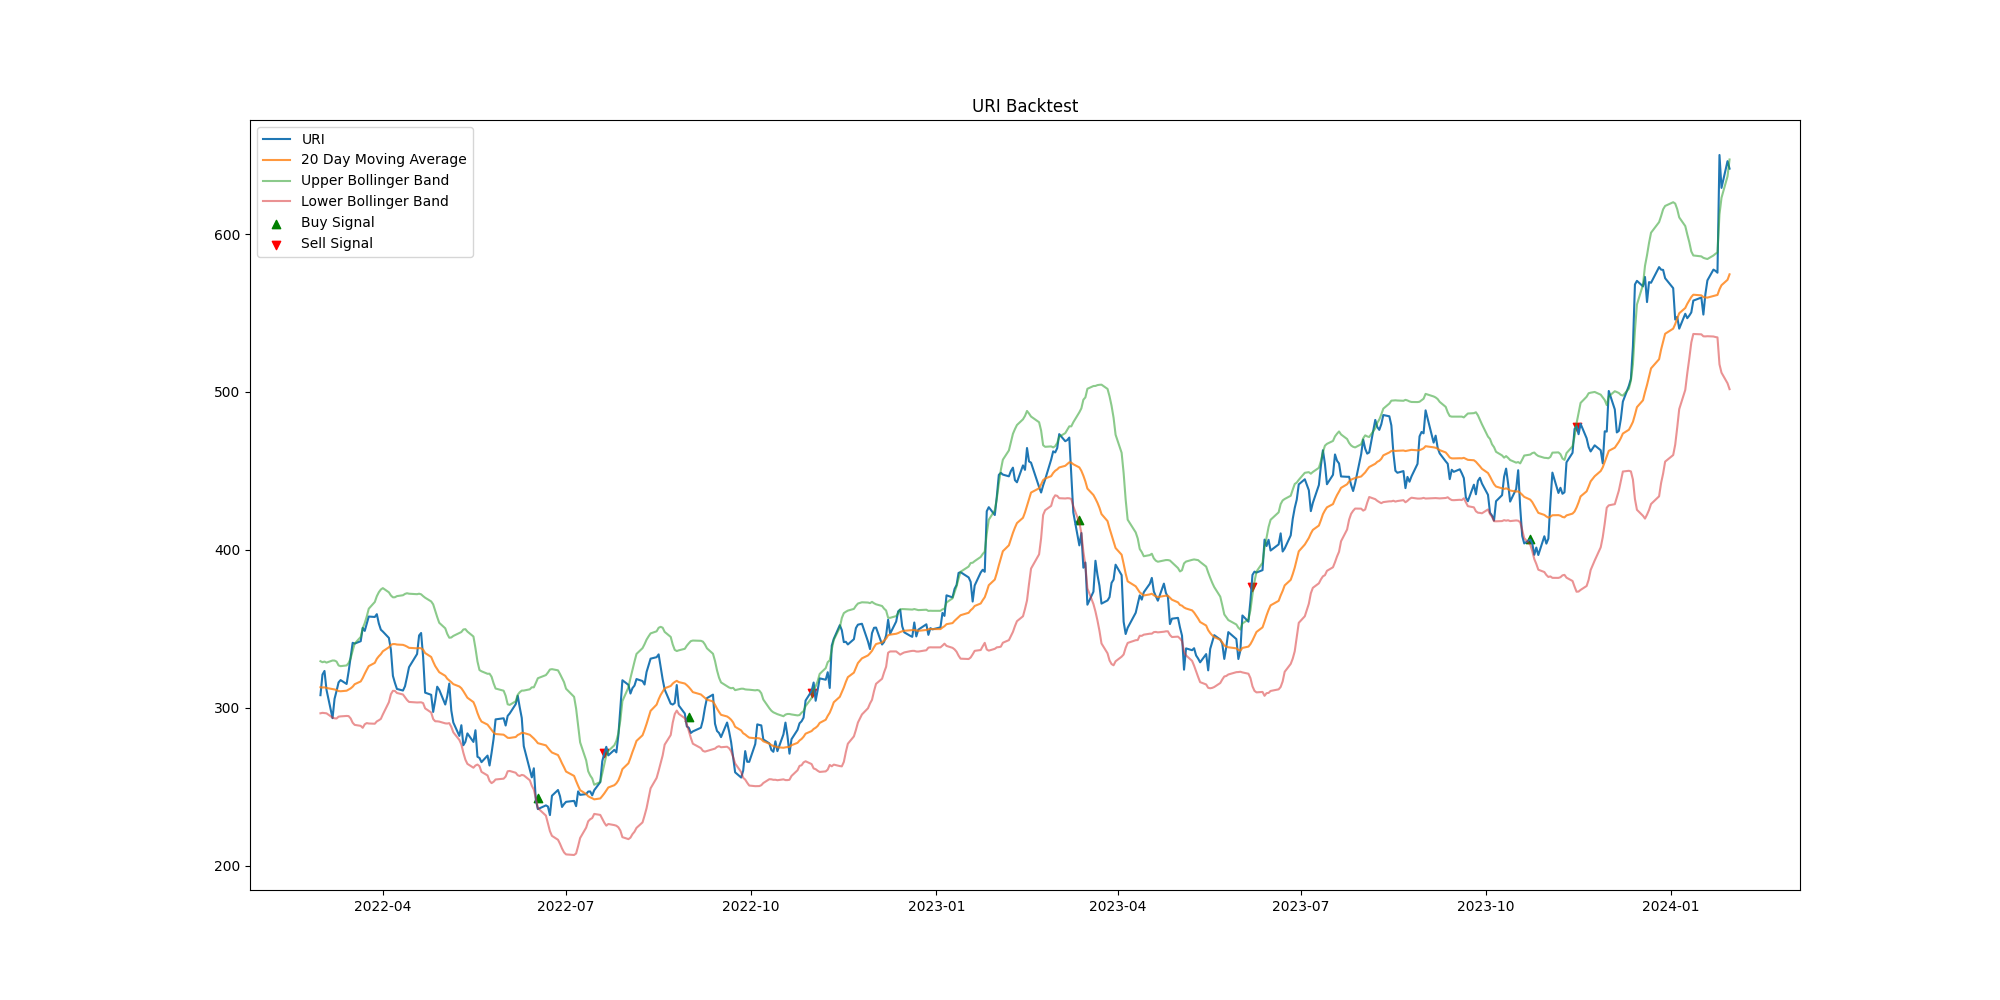 URI Backtest
URI
20 Day Moving Average
Upper Bollinger Band
Lower Bollinger Band
Buy Signal
Sell Signal
600
500
400
300
200
2022-04
2022-07
2022-10
2023-01
2023-04
2023-07
2023-10
2024-01